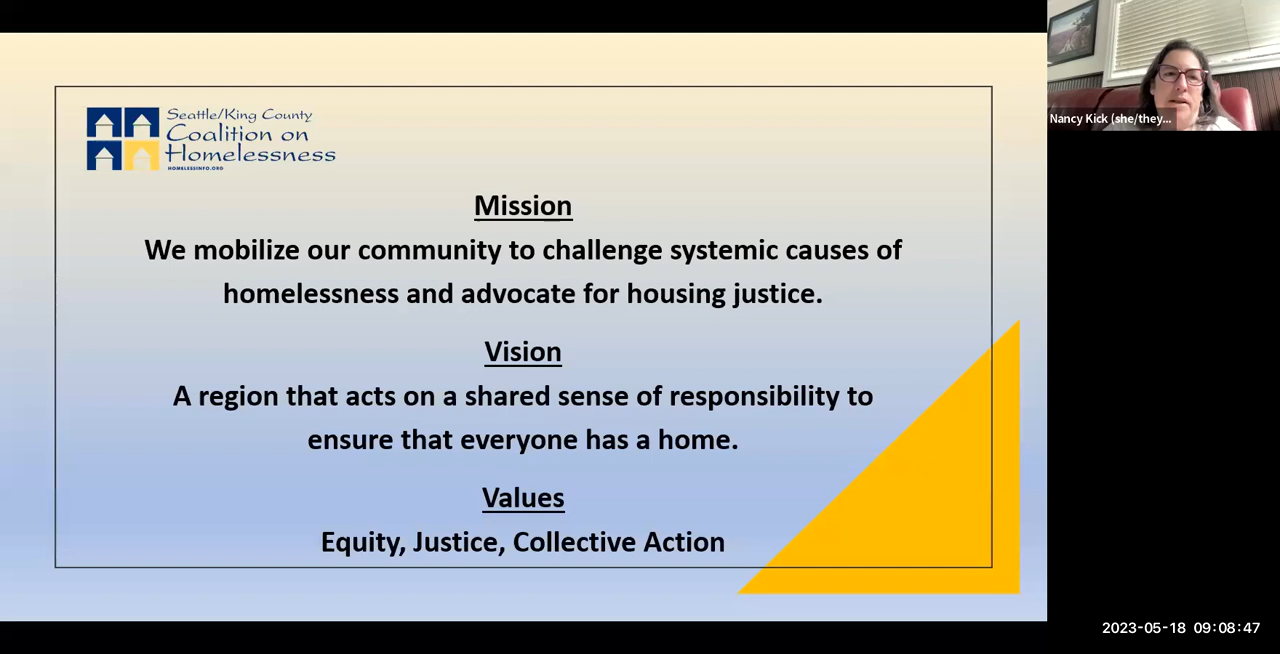 Seattle/King County
Coalition on
Homelessness
HOMELESSINFO.ORG
Mission
We mobilize our community to challenge systemic causes of
homelessness and advocate for housing justice.
Vision
A region that acts on a shared sense of responsibility to
ensure that everyone has a home.
Values
Equity, Justice, Collective Action
Nancy Kick (she/they...
2023-05-18 09:08:47